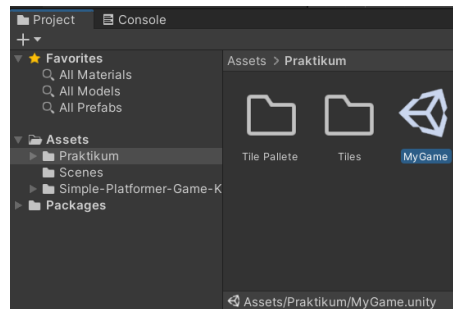 Project Console
Favorites
All Materials
All Models
All Prefabs
Assets
Praktikum
Scenes
Simple-Platformer-Game-K
Packages
Assets > Praktikum
Tile Pallete Tiles MyGame
Assets/Praktikum/MyGame.unity